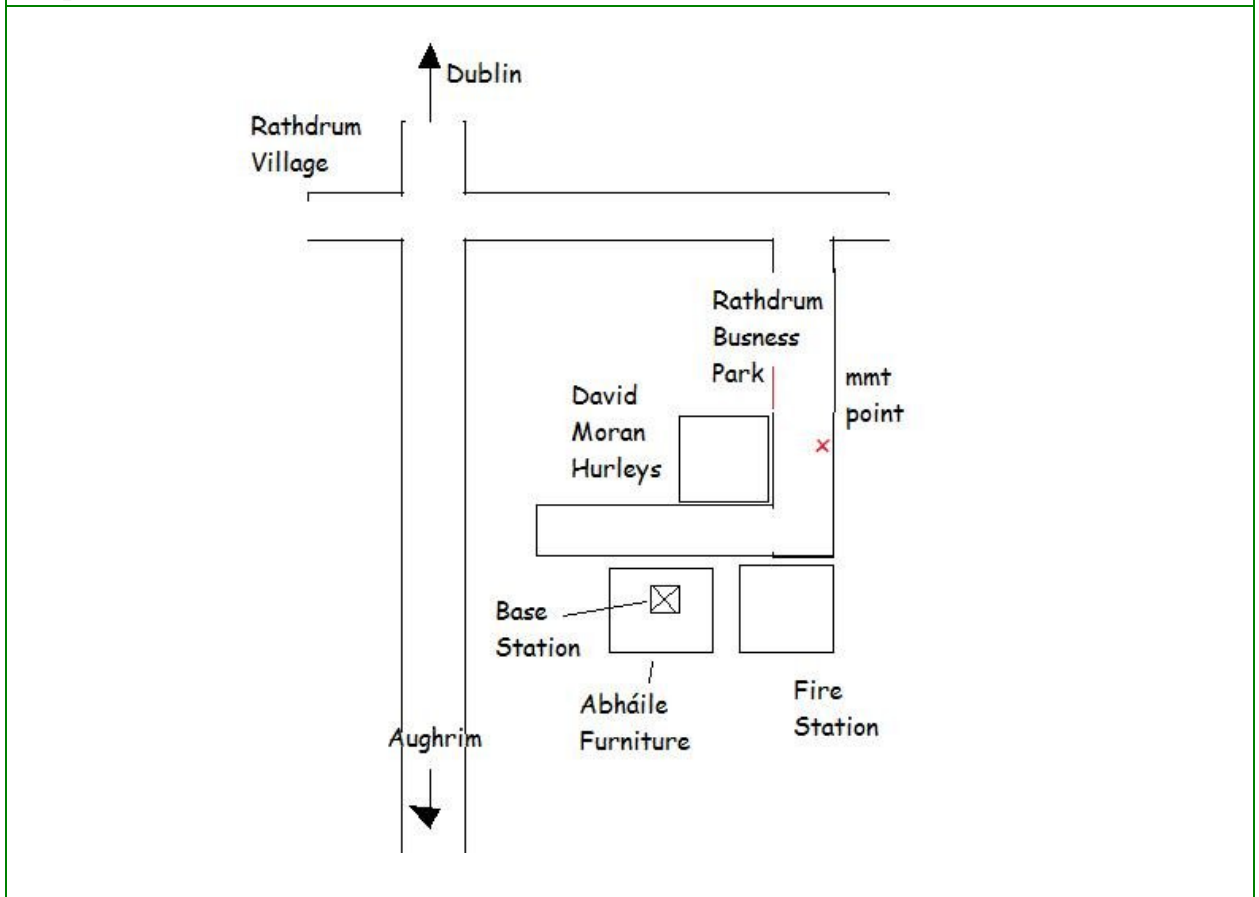 Dublin
Rathdrum
Village
Rathdrum
Busness
Park
mmt
point
David
Moran
Hurleys
Base
Station
Abháile
Furniture
Fire
Station
Aughrim